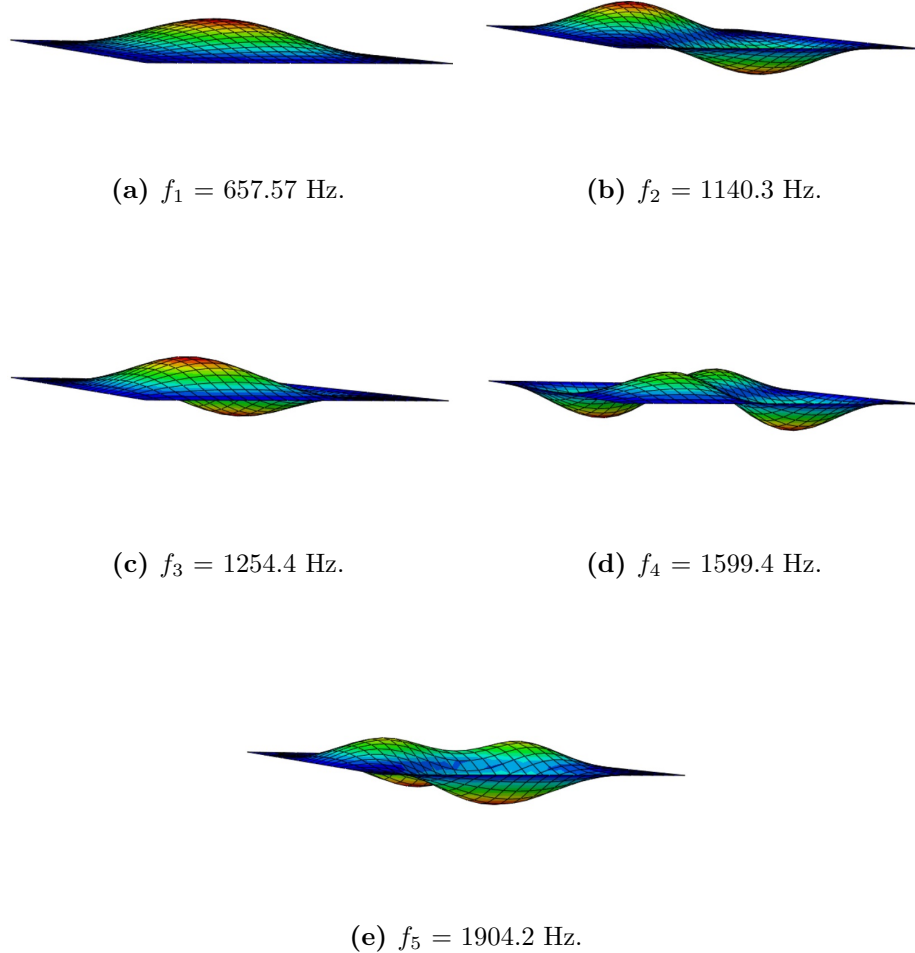 (a) f₁ = 657.57 Hz.
(b) f₂ = 1140.3 Hz.
(c) f₃ = 1254.4 Hz.
(d) f₄ = 1599.4 Hz.
(e) f₅ = 1904.2 Hz.